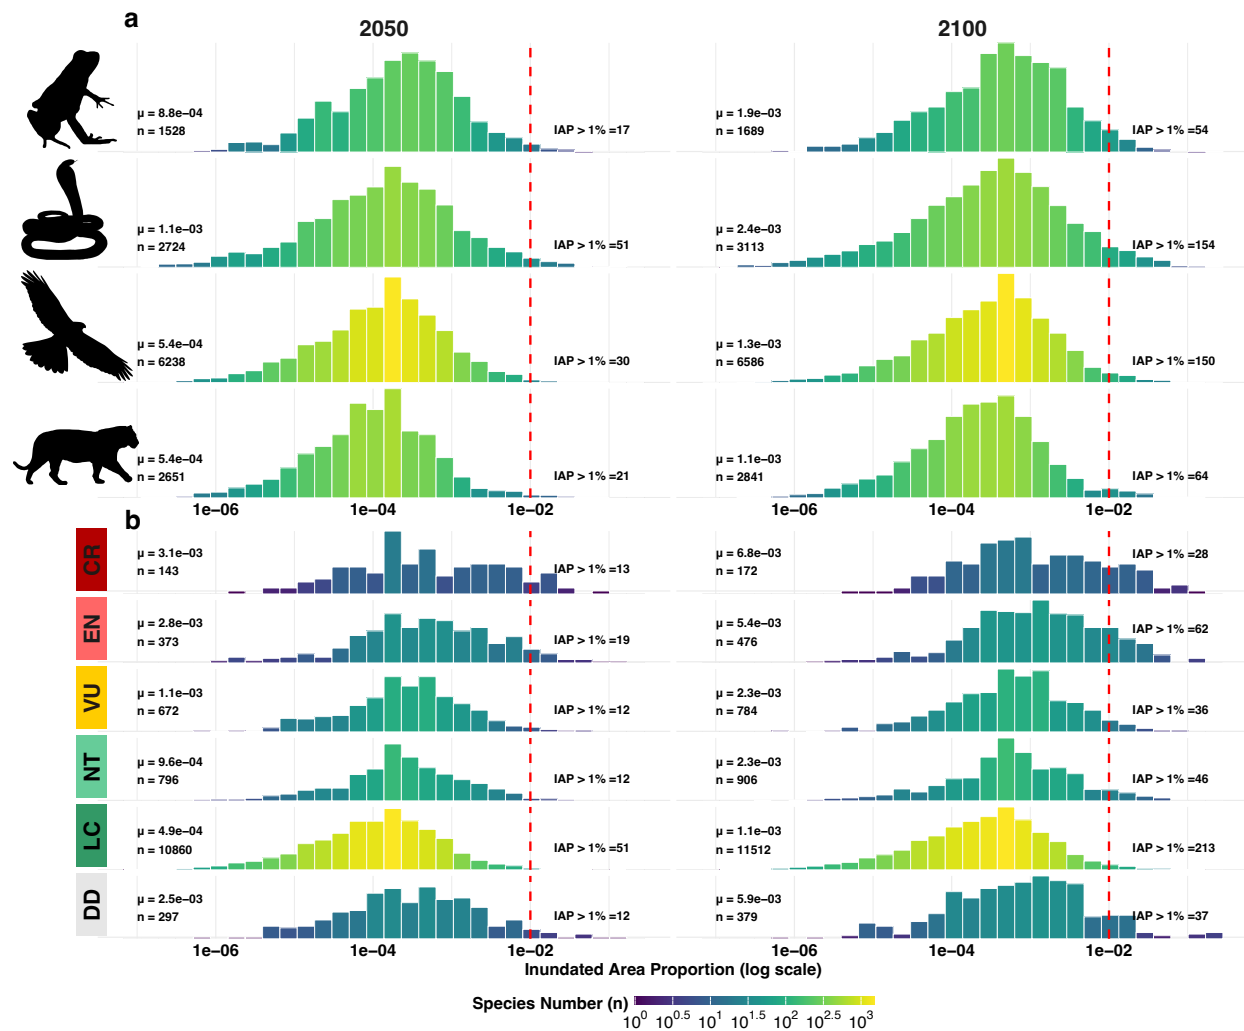 a
2050
2100
μ = 8.8e−04
n = 1528
IAP > 1% =17
μ = 1.9e−03
n = 1689
IAP > 1% =54
μ = 1.1e−03
n = 2724
IAP > 1% =51
μ = 2.4e−03
n = 3113
IAP > 1% =154
μ = 5.4e−04
n = 6238
IAP > 1% =30
μ = 1.3e−03
n = 6586
IAP > 1% =150
μ = 5.4e−04
n = 2651
IAP > 1% =21
μ = 1.1e−03
n = 2841
IAP > 1% =64
1e−06 1e−04 1e−02
1e−06 1e−04 1e−02
b
CR
μ = 3.1e−03
n = 143
IAP > 1% =13
μ = 6.8e−03
n = 172
IAP > 1% =28
EN
μ = 2.8e−03
n = 373
IAP > 1% =19
μ = 5.4e−03
n = 476
IAP > 1% =62
VU
μ = 1.1e−03
n = 672
IAP > 1% =12
μ = 2.3e−03
n = 784
IAP > 1% =36
NT
μ = 9.6e−04
n = 796
IAP > 1% =12
μ = 2.3e−03
n = 906
IAP > 1% =46
LC
μ = 4.9e−04
n = 10860
IAP > 1% =51
μ = 1.1e−03
n = 11512
IAP > 1% =213
DD
μ = 2.5e−03
n = 297
IAP > 1% =12
μ = 5.9e−03
n = 379
IAP > 1% =37
1e−06 1e−04 1e−02
1e−06 1e−04 1e−02
Inundated Area Proportion (log scale)
Species Number (n)
10^0 10^0.5 10^1 10^1.5 10^2 10^2.5 10^3